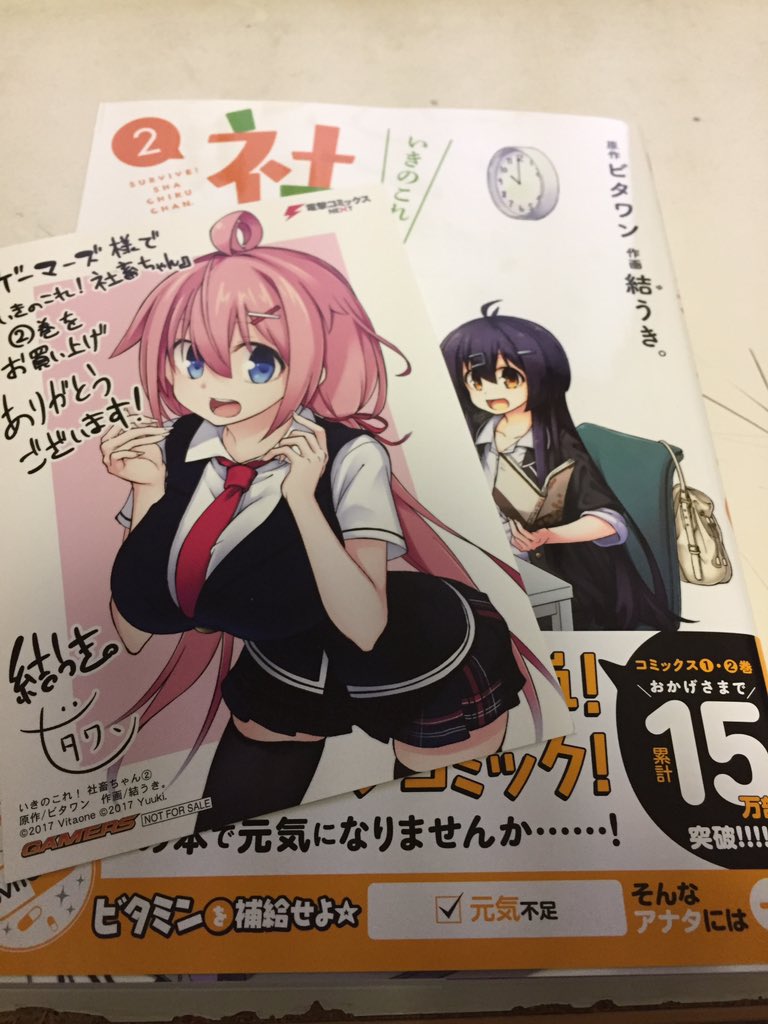 2
SURVIVE!
SHA
CHIKU
CHAN.
社
いきのこれ
原作 ビタワン 作画 結うき。
電撃コミックス
NEXT
ゲーマーズ様で
いきのこれ!社畜ちゃん
②巻を
お買い上げ
ありがとう
ございます!
結うき。
ビタワン
いきのこれ! 社畜ちゃん②
原作/ビタワン 作画/結うき。
©2017 Vitaone ©2017 Yuuki.
GAMERS NOT FOR SALE
コミックス①・②巻
おかげさまで
累計
15
万部
突破!!!!
コミック!
本で元気になりませんか……!
ビタミンを補給せよ☆
元気不足
そんな
アナタには